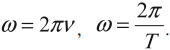 ω = 2πν, ω = 2π/T.